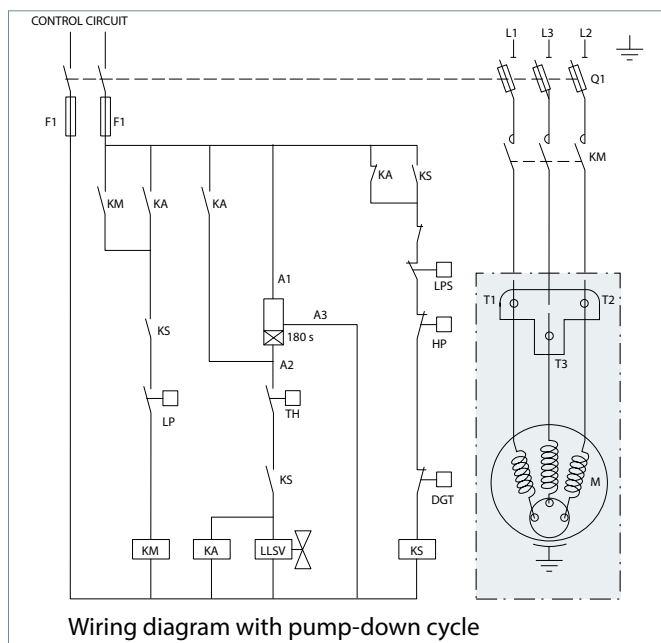 CONTROL CIRCUIT
L1 L3 L2
Q1
F1 F1
KM
KA KS
KM KA KA
A1
LPS
A3
T1 T2
180 s
KS HP
A2 T3
TH
LP
KS M
DGT
KM KA LLSV KS
Wiring diagram with pump-down cycle